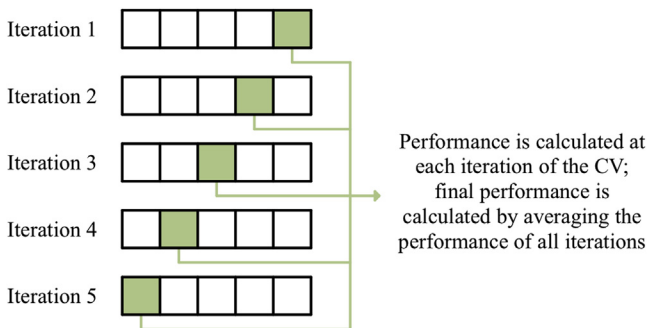 Iteration 1
Iteration 2
Iteration 3
Iteration 4
Iteration 5
Performance is calculated at
each iteration of the CV;
final performance is
calculated by averaging the
performance of all iterations